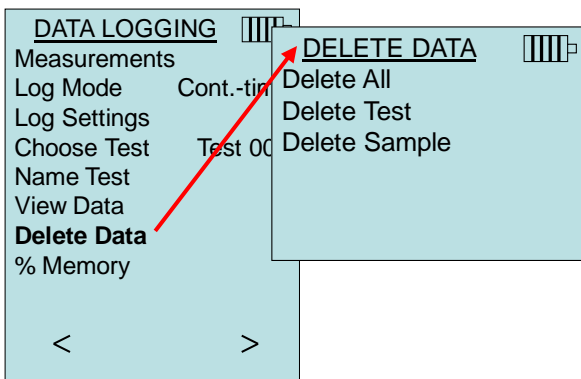 DATA LOGGING
Measurements
Log Mode
Log Settings
Choose Test Test
Name Test
View Data
Delete Data
% Memory
< >
DELETE DATA
Delete All
Delete Test
Delete Sample